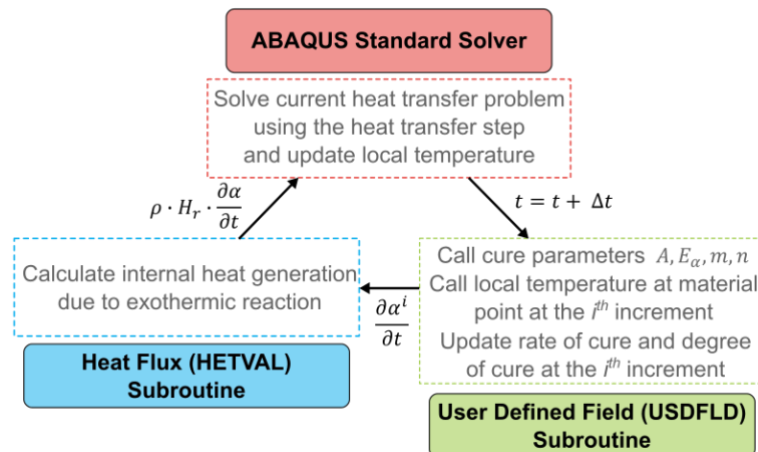 ABAQUS Standard Solver
Solve current heat transfer problem
using the heat transfer step
and update local temperature
ρ · H_r · ∂α/∂t
t = t + Δt
Call cure parameters A, E_α, m, n
Call local temperature at material
point at the i^th increment
Update rate of cure and degree
of cure at the i^th increment
∂α^i/∂t
Calculate internal heat generation
due to exothermic reaction
Heat Flux (HETVAL)
Subroutine
User Defined Field (USDFLD)
Subroutine